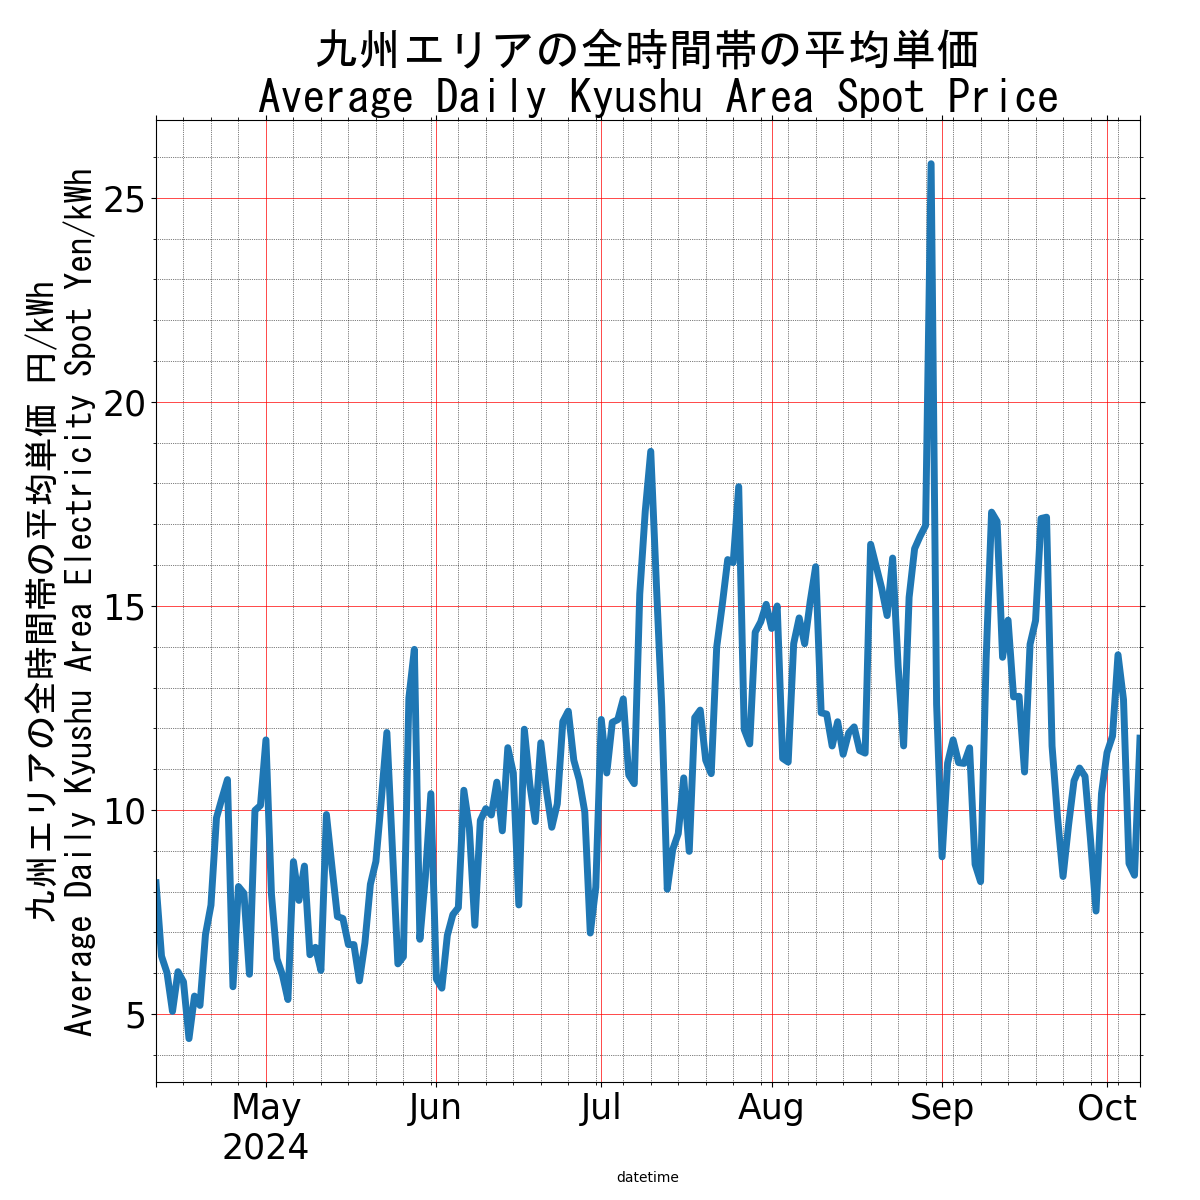 九州エリアの全時間帯の平均単価
Average Daily Kyushu Area Spot Price
九州エリアの全時間帯の平均単価 円/kWh
Average Daily Kyushu Area Electricity Spot Yen/kWh
25
20
15
10
5
May
2024
Jun
Jul
Aug
Sep
Oct
datetime